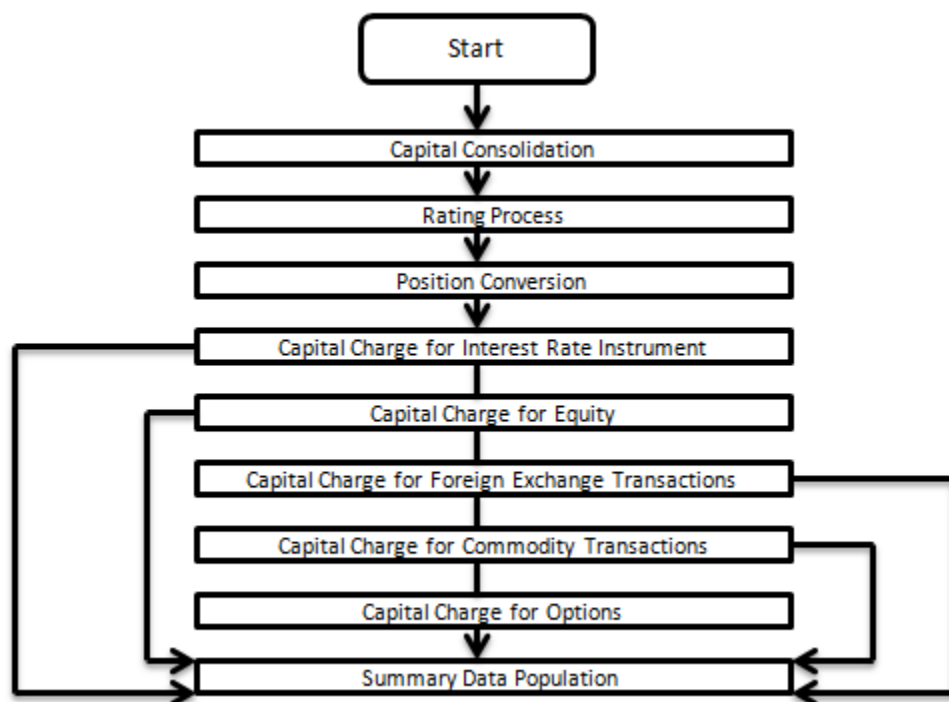 Start
Capital Consolidation
Rating Process
Position Conversion
Capital Charge for Interest Rate Instrument
Capital Charge for Equity
Capital Charge for Foreign Exchange Transactions
Capital Charge for Commodity Transactions
Capital Charge for Options
Summary Data Population